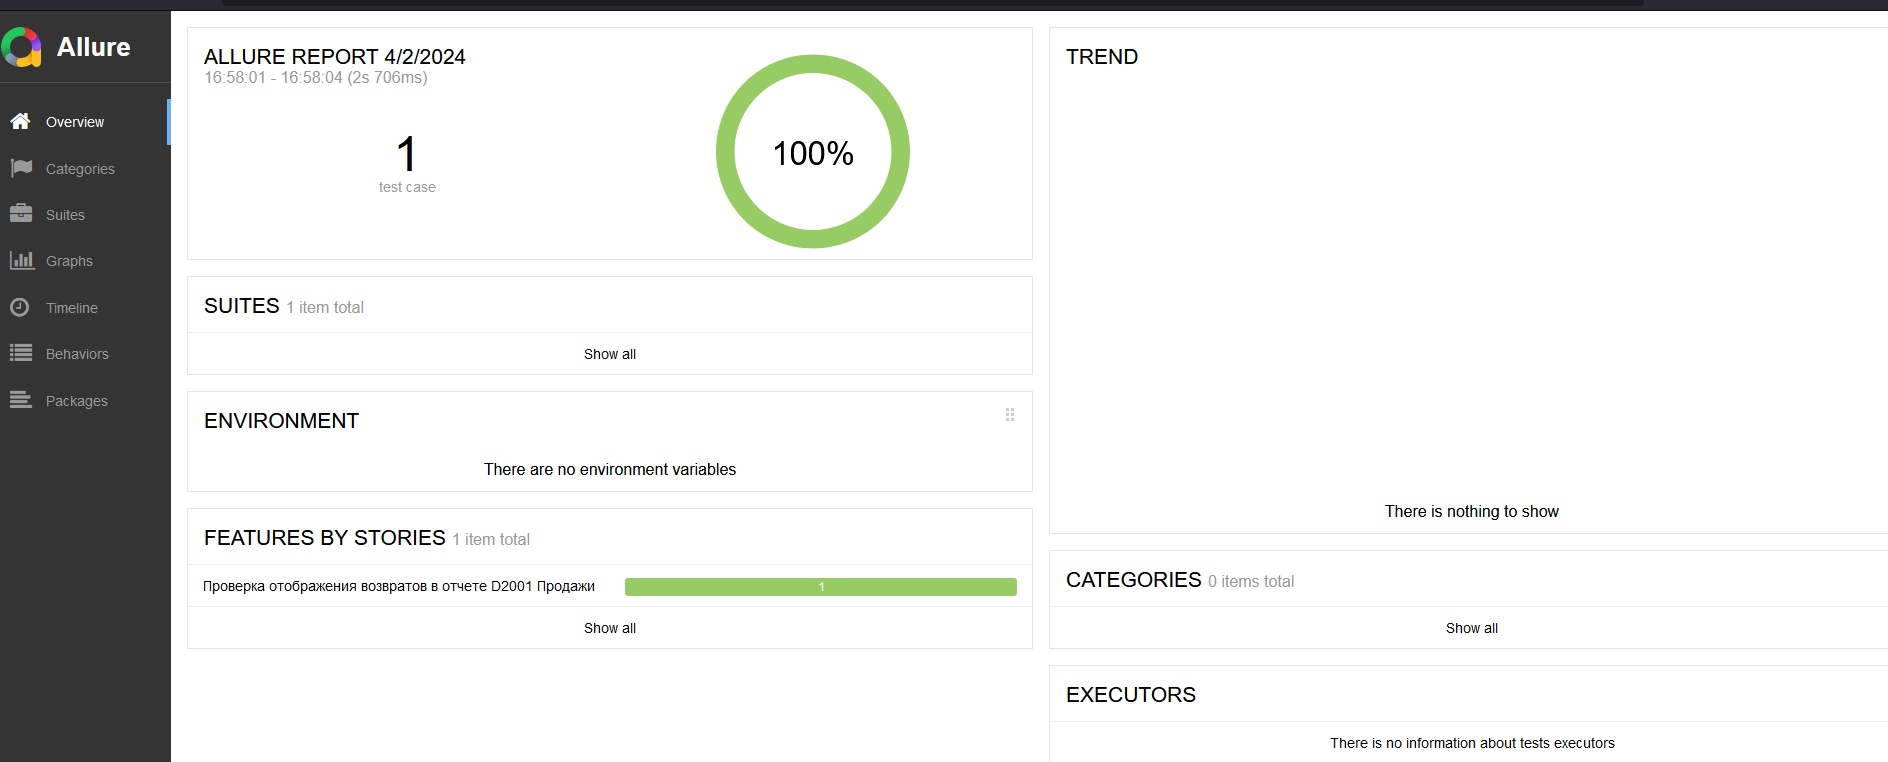 Allure
Overview
Categories
Suites
Graphs
Timeline
Behaviors
Packages
ALLURE REPORT 4/2/2024
16:58:01 - 16:58:04 (2s 706ms)
1
test case
100%
SUITES 1 item total
Show all
ENVIRONMENT
There are no environment variables
FEATURES BY STORIES 1 item total
Проверка отображения возвратов в отчете D2001 Продажи 1
Show all
TREND
There is nothing to show
CATEGORIES 0 items total
Show all
EXECUTORS
There is no information about tests executors